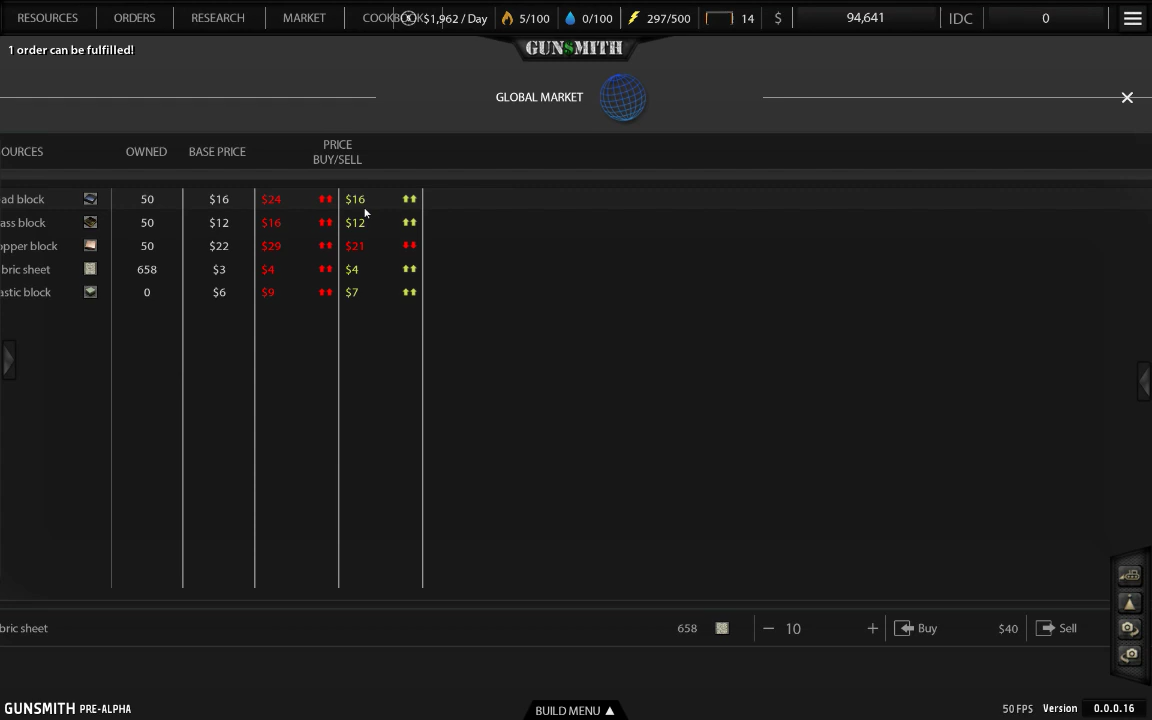 RESOURCES ORDERS RESEARCH MARKET $1,962 / Day 5/100 0/100 297/500 14 $ 94,641 IDC 0
1 order can be fulfilled!
GUN$MITH
GLOBAL MARKET
OURCES OWNED BASE PRICE PRICE
BUY/SELL
ad block 50 $16 $24 $16
ass block 50 $12 $16 $12
opper block 50 $22 $29 $21
bric sheet 658 $3 $4 $4
astic block 0 $6 $9 $7
bric sheet 658 − 10 + Buy $40 Sell
GUNSMITH PRE-ALPHA BUILD MENU ▲ 50 FPS Version 0.0.0.16